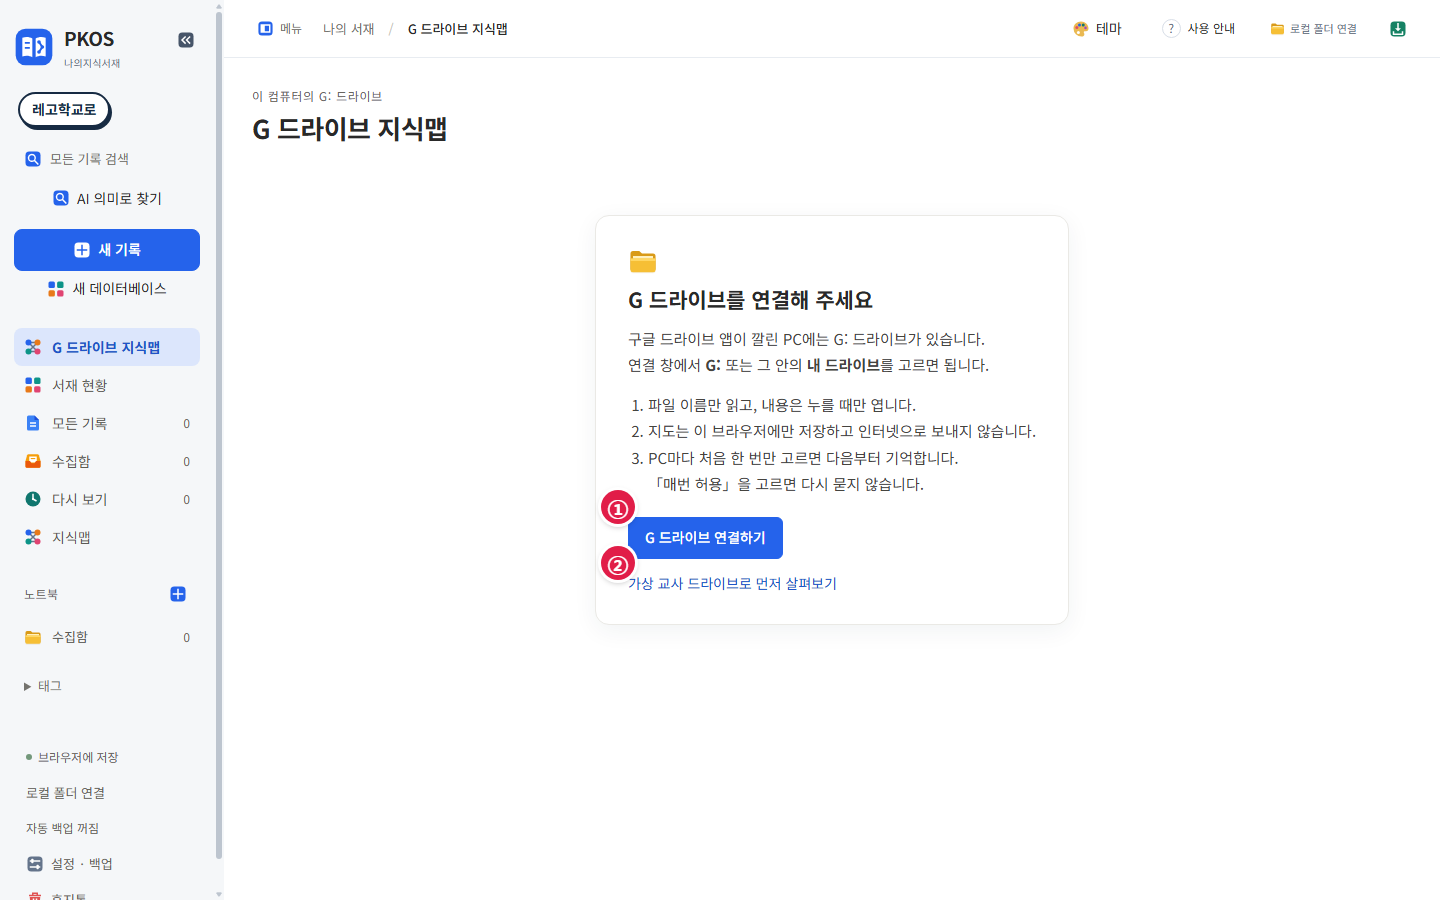 PKOS
나의지식서재
레고학교로
모든 기록 검색
AI 의미로 찾기
새 기록
새 데이터베이스
G 드라이브 지식맵
서재 현황
모든 기록 0
수집함 0
다시 보기 0
지식맵
노트북
수집함 0
▶ 태그
브라우저에 저장
로컬 폴더 연결
자동 백업 꺼짐
설정 · 백업
휴지통
메뉴 나의 서재 / G 드라이브 지식맵
테마 ? 사용 안내 로컬 폴더 연결
이 컴퓨터의 G: 드라이브
G 드라이브 지식맵
G 드라이브를 연결해 주세요
구글 드라이브 앱이 깔린 PC에는 G: 드라이브가 있습니다.
연결 창에서 G: 또는 그 안의 내 드라이브를 고르면 됩니다.
1. 파일 이름만 읽고, 내용은 누를 때만 엽니다.
2. 지도는 이 브라우저에만 저장하고 인터넷으로 보내지 않습니다.
3. PC마다 처음 한 번만 고르면 다음부터 기억합니다.
「매번 허용」을 고르면 다시 묻지 않습니다.
①
G 드라이브 연결하기
②
가상 교사 드라이브로 먼저 살펴보기